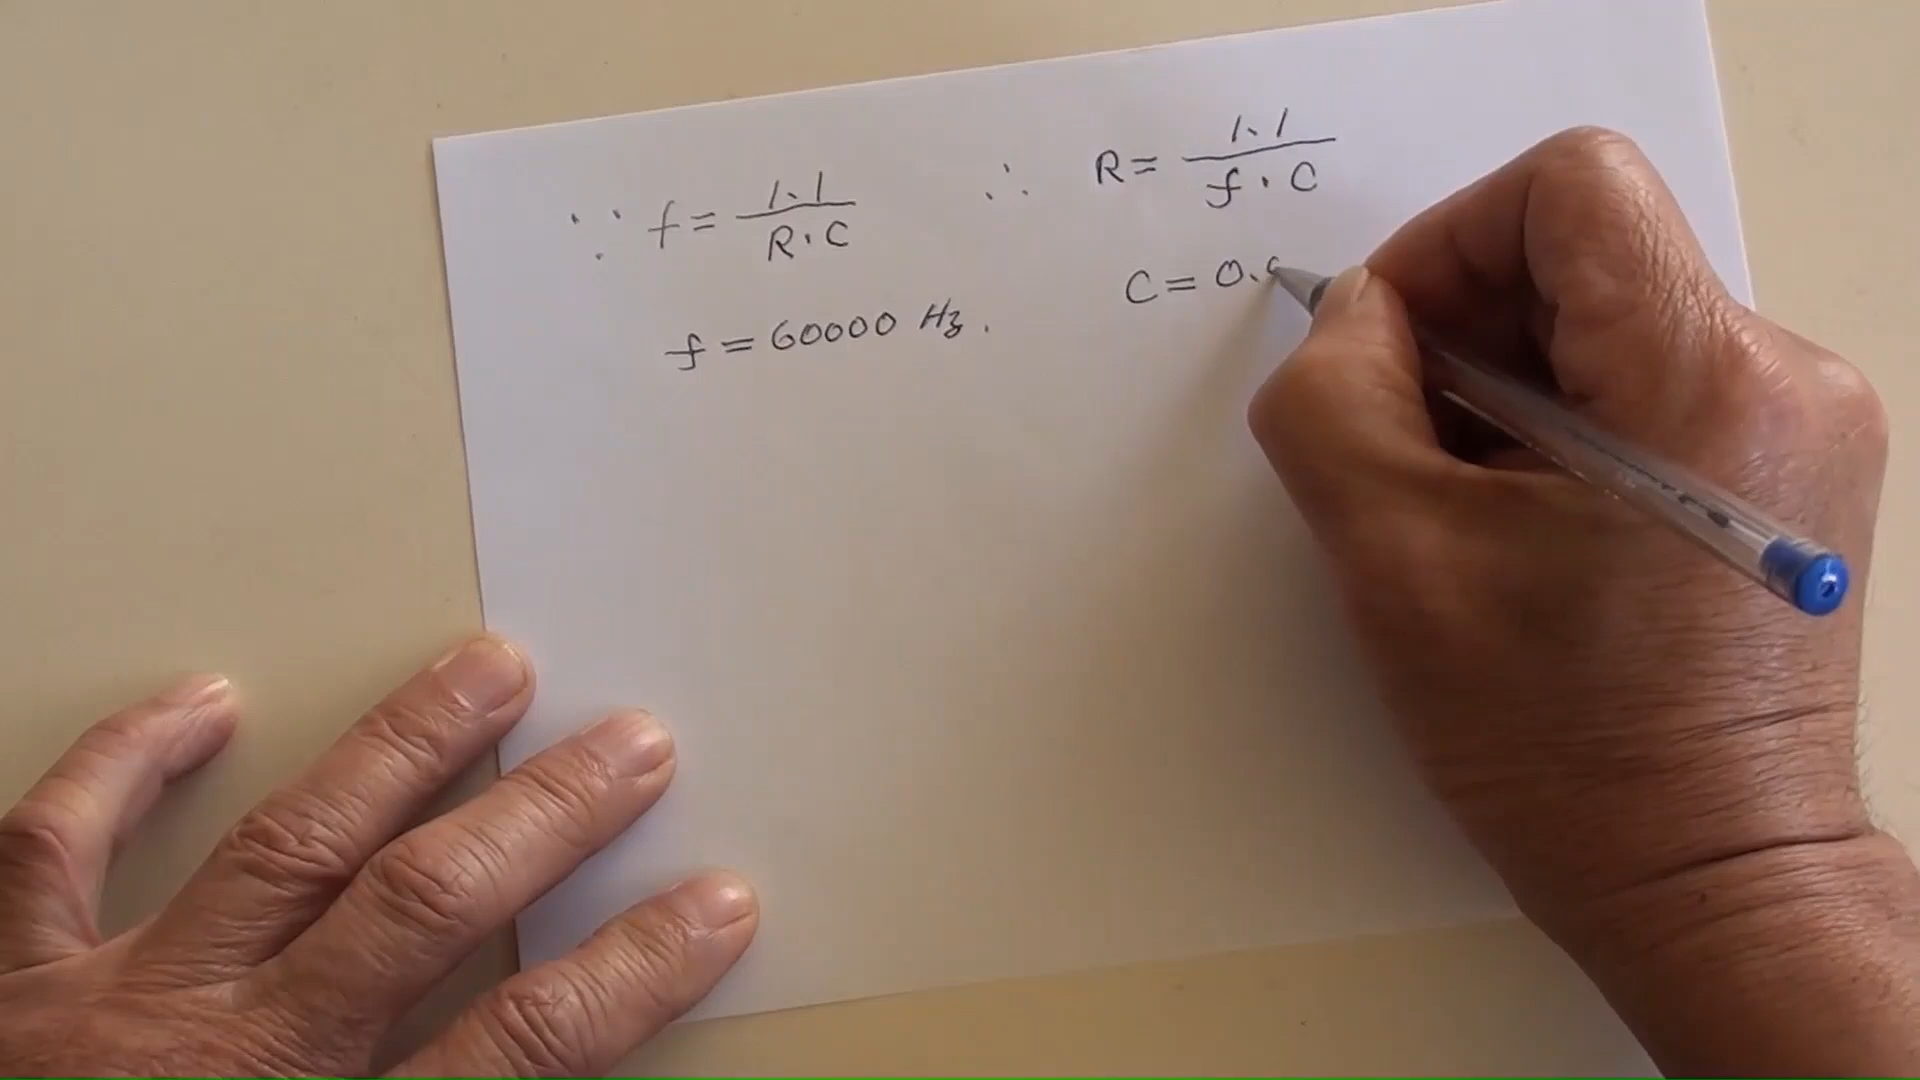 ∵ f = 1.1 / R.C ∴ R = 1.1 / f.C
f = 60000 Hz.
C = 0.